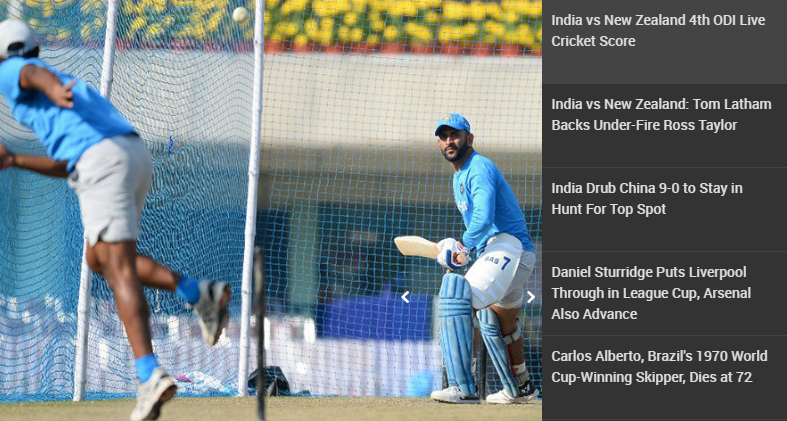 India vs New Zealand 4th ODI Live
Cricket Score
India vs New Zealand: Tom Latham
Backs Under-Fire Ross Taylor
India Drub China 9-0 to Stay in
Hunt For Top Spot
Daniel Sturridge Puts Liverpool
Through in League Cup, Arsenal
Also Advance
Carlos Alberto, Brazil's 1970 World
Cup-Winning Skipper, Dies at 72
BAS 7